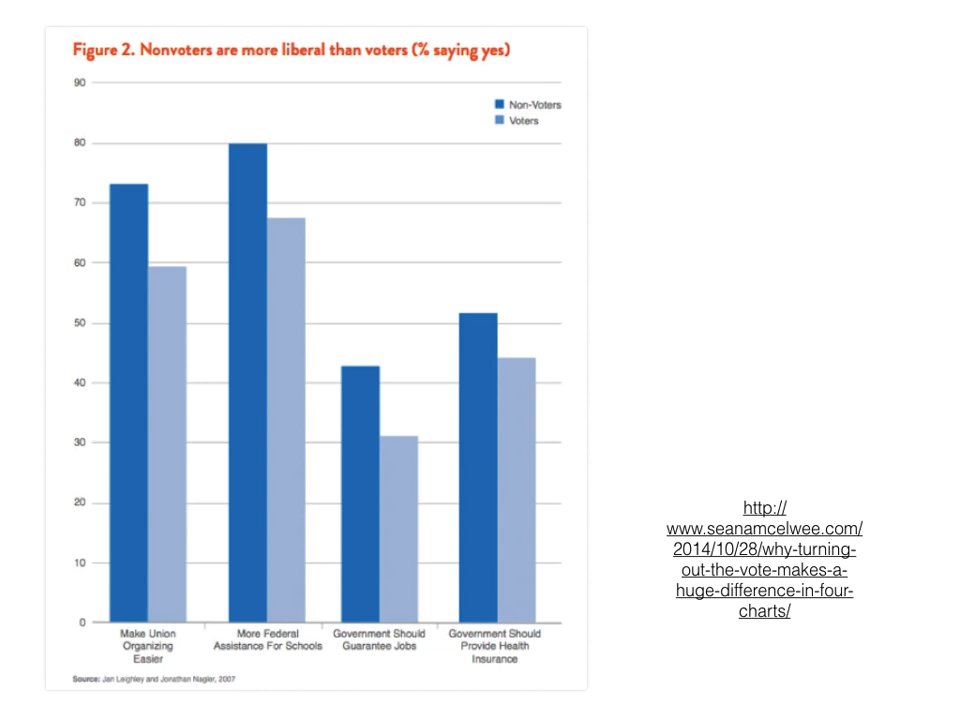 Figure 2. Nonvoters are more liberal than voters (% saying yes)
90
Non-Voters
Voters
80
70
60
50
40
30
20
10
0
Make Union
Organizing
Easier
More Federal
Assistance For Schools
Government Should
Guarantee Jobs
Government Should
Provide Health
Insurance
Source: Jan Leighley and Jonathan Nagler, 2007
http://
www.seanamcelwee.com/
2014/10/28/why-turning-
out-the-vote-makes-a-
huge-difference-in-four-
charts/